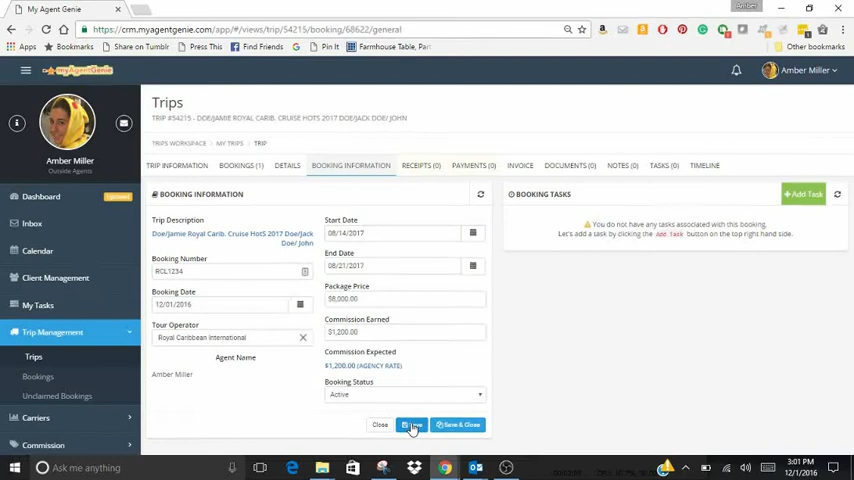 Amber
My Agent Genie
https://crm.myagentgenie.com/app/#/views/trip/54215/booking/68622/general
Apps Bookmarks Share on Tumblr Press This Find Friends Pin It Farmhouse Table, Par Other bookmarks
myAgentGenie Amber Miller
Trips
TRIP #54215 - DOE/JAMIE ROYAL CARIB. CRUISE HOTS 2017 DOE/JACK DOE/ JOHN
TRIPS WORKSPACE MY TRIPS TRIP
Amber Miller
Outside Agents
TRIP INFORMATION BOOKINGS (1) DETAILS BOOKING INFORMATION RECEIPTS (0) PAYMENTS (0) INVOICE DOCUMENTS (0) NOTES (0) TASKS (0) TIMELINE
Dashboard Updated
Inbox
Calendar
Client Management
My Tasks
Trip Management
Trips
Bookings
Unclaimed Bookings
Carriers
Commission
BOOKING INFORMATION
Trip Description
Doe/Jamie Royal Carib. Cruise HotS 2017 Doe/Jack
Doe/ John
Booking Number
RCL1234
Booking Date
12/01/2016
Tour Operator
Royal Caribbean International
Agent Name
Amber Miller
Start Date
08/14/2017
End Date
08/21/2017
Package Price
$8,000.00
Commission Earned
$1,200.00
Commission Expected
$1,200.00 (AGENCY RATE)
Booking Status
Active
Close Save & Close
BOOKING TASKS
+ Add Task
You do not have any tasks associated with this booking.
Let's add a task by clicking the Add Task button on the top right hand side.
Ask me anything
3:01 PM
12/1/2016